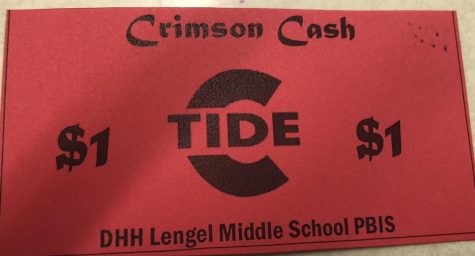 Crimson Cash
C
TIDE
$1 $1
DHH Lengel Middle School PBIS